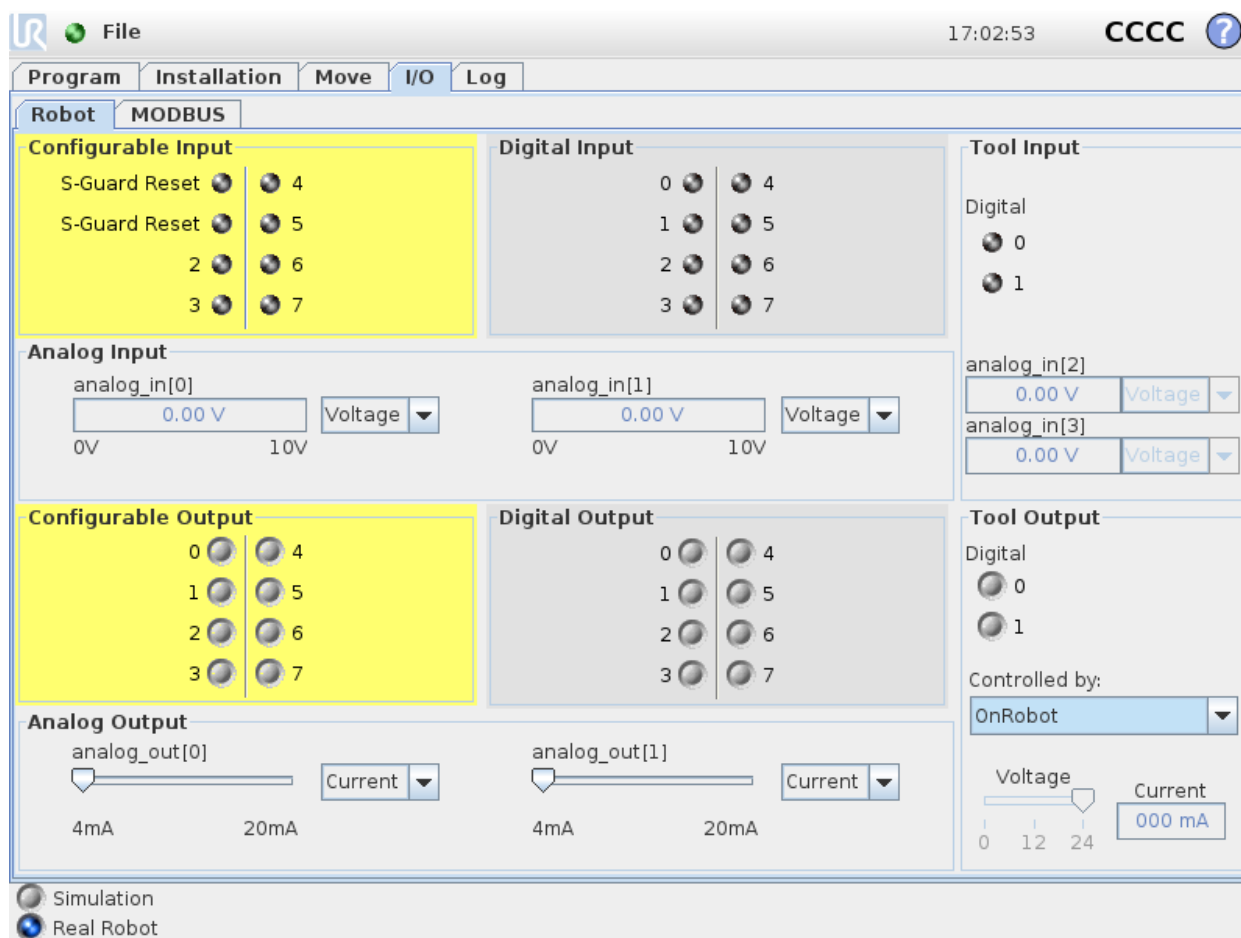 UR File 17:02:53 CCCC ?
Program Installation Move I/O Log
Robot MODBUS
Configurable Input
S-Guard Reset 4
S-Guard Reset 5
2 6
3 7
Digital Input
0 4
1 5
2 6
3 7
Tool Input
Digital
0
1
analog_in[2]
0.00 V Voltage
analog_in[3]
0.00 V Voltage
Analog Input
analog_in[0]
0.00 V Voltage
0V 10V
analog_in[1]
0.00 V Voltage
0V 10V
Configurable Output
0 4
1 5
2 6
3 7
Digital Output
0 4
1 5
2 6
3 7
Tool Output
Digital
0
1
Controlled by:
OnRobot
Voltage
0 12 24
Current
000 mA
Analog Output
analog_out[0]
Current
4mA 20mA
analog_out[1]
Current
4mA 20mA
Simulation
Real Robot